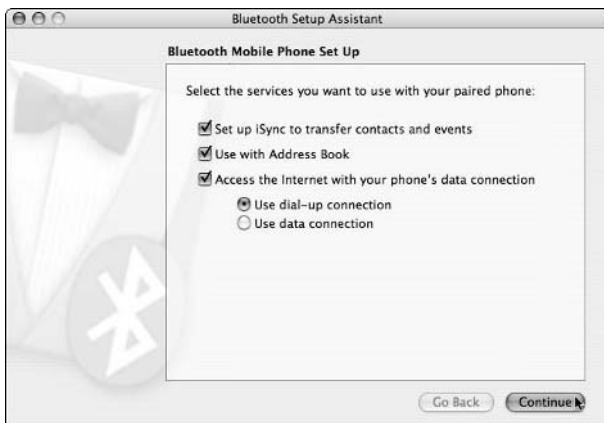 Bluetooth Setup Assistant
Bluetooth Mobile Phone Set Up
Select the services you want to use with your paired phone:
Set up iSync to transfer contacts and events
Use with Address Book
Access the Internet with your phone's data connection
Use dial-up connection
Use data connection
Go Back
Continue